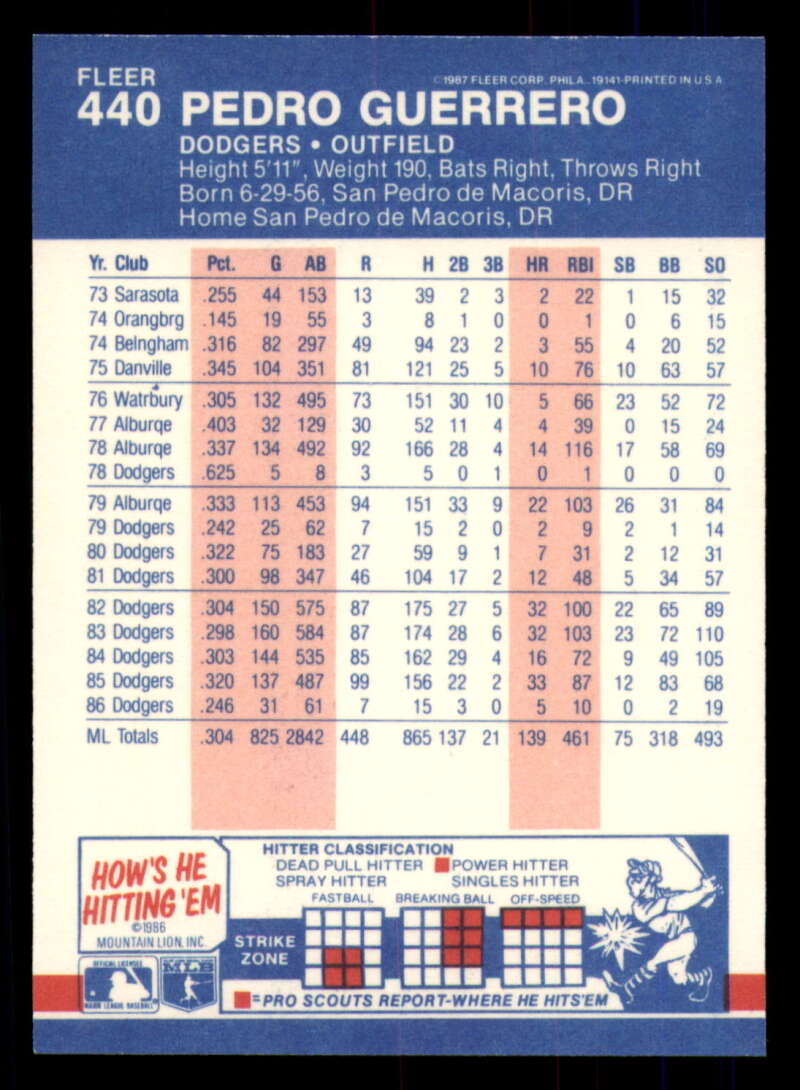 FLEER
©1987 FLEER CORP. PHILA. 19141-PRINTED IN U S A
440 PEDRO GUERRERO
DODGERS • OUTFIELD
Height 5'11", Weight 190, Bats Right, Throws Right
Born 6-29-56, San Pedro de Macoris, DR
Home San Pedro de Macoris, DR
Yr. Club Pct. G AB R H 2B 3B HR RBI SB BB SO
73 Sarasota .255 44 153 13 39 2 3 2 22 1 15 32
74 Orangbrg .145 19 55 3 8 1 0 0 1 0 6 15
74 Belngham .316 82 297 49 94 23 2 3 55 4 20 52
75 Danville .345 104 351 81 121 25 5 10 76 10 63 57
76 Watrbury .305 132 495 73 151 30 10 5 66 23 52 72
77 Alburqe .403 32 129 30 52 11 4 4 39 0 15 24
78 Alburqe .337 134 492 92 166 28 4 14 116 17 58 69
78 Dodgers .625 5 8 3 5 0 1 0 1 0 0 0
79 Alburqe .333 113 453 94 151 33 9 22 103 26 31 84
79 Dodgers .242 25 62 7 15 2 0 2 9 2 1 14
80 Dodgers .322 75 183 27 59 9 1 7 31 2 12 31
81 Dodgers .300 98 347 46 104 17 2 12 48 5 34 57
82 Dodgers .304 150 575 87 175 27 5 32 100 22 65 89
83 Dodgers .298 160 584 87 174 28 6 32 103 23 72 110
84 Dodgers .303 144 535 85 162 29 4 16 72 9 49 105
85 Dodgers .320 137 487 99 156 22 2 33 87 12 83 68
86 Dodgers .246 31 61 7 15 3 0 5 10 0 2 19
ML Totals .304 825 2842 448 865 137 21 139 461 75 318 493
HOW'S HE
HITTING 'EM
©1986
MOUNTAIN LION, INC.
HITTER CLASSIFICATION
DEAD PULL HITTER POWER HITTER
SPRAY HITTER SINGLES HITTER
FASTBALL BREAKING BALL OFF-SPEED
STRIKE
ZONE
=PRO SCOUTS REPORT-WHERE HE HITS'EM
OFFICIAL LICENSEE
MAJOR LEAGUE BASEBALL
MLB